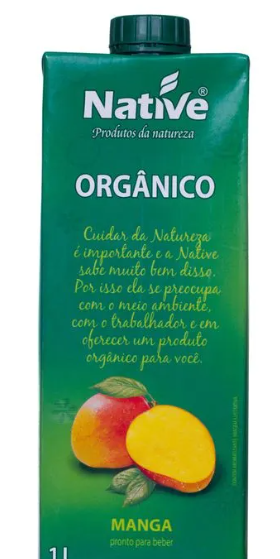 Native®
Produtos da natureza
ORGÂNICO
Cuidar da Natureza
é importante e a Native
sabe muito bem disso.
Por isso ela se preocupa
com o meio ambiente,
com o trabalhador e em
oferecer um produto
orgânico para você.
MANGA
pronto para beber
1L